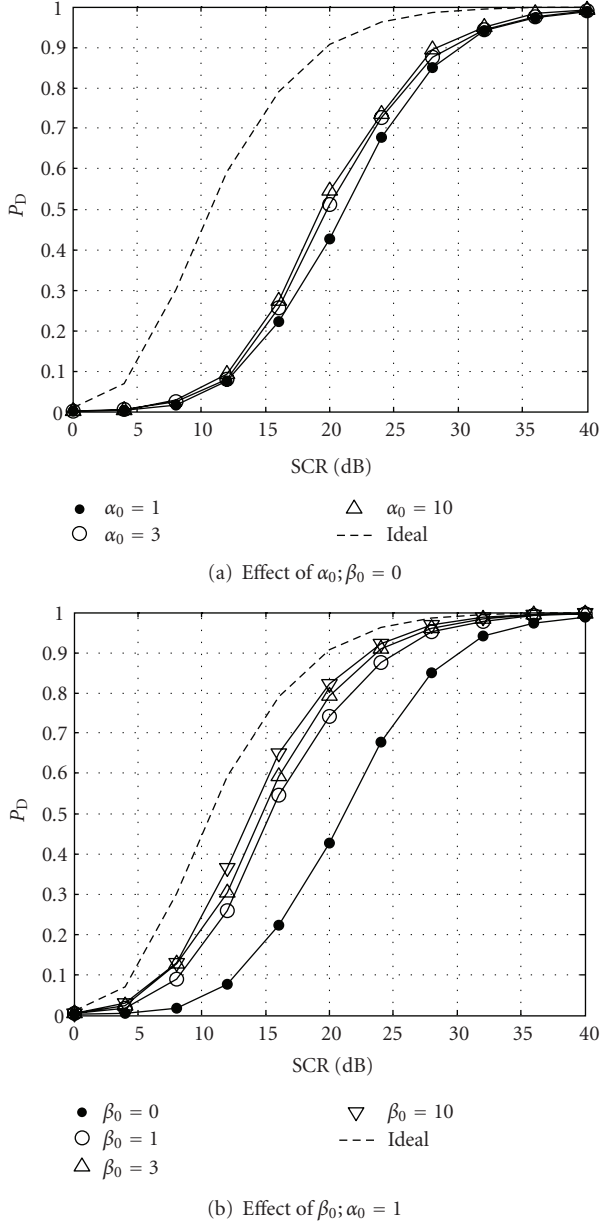 1
0.9
0.8
0.7
0.6
0.5
0.4
0.3
0.2
0.1
0
P_D
0 5 10 15 20 25 30 35 40
SCR (dB)
α₀ = 1
α₀ = 3
α₀ = 10
Ideal
(a) Effect of α₀; β₀ = 0
1
0.9
0.8
0.7
0.6
0.5
0.4
0.3
0.2
0.1
0
P_D
0 5 10 15 20 25 30 35 40
SCR (dB)
β₀ = 0
β₀ = 1
β₀ = 3
β₀ = 10
Ideal
(b) Effect of β₀; α₀ = 1